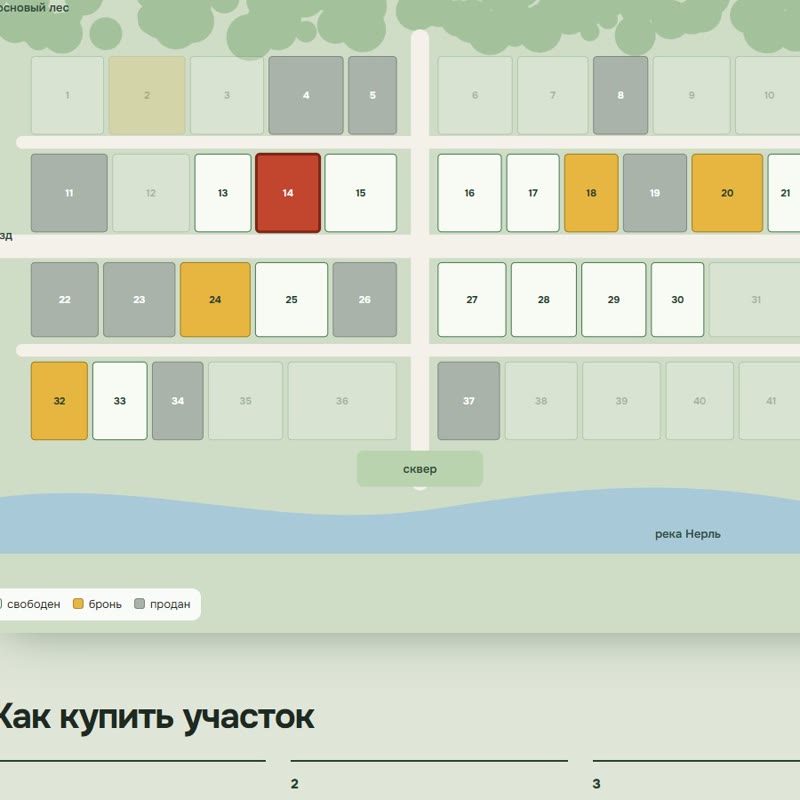 основый лес
1 2 3 4 5 6 7 8 9 10
11 12 13 14 15 16 17 18 19 20 21
зд
22 23 24 25 26 27 28 29 30 31
32 33 34 35 36 37 38 39 40 41
сквер
река Нерль
свободен бронь продан
Как купить участок
2 3